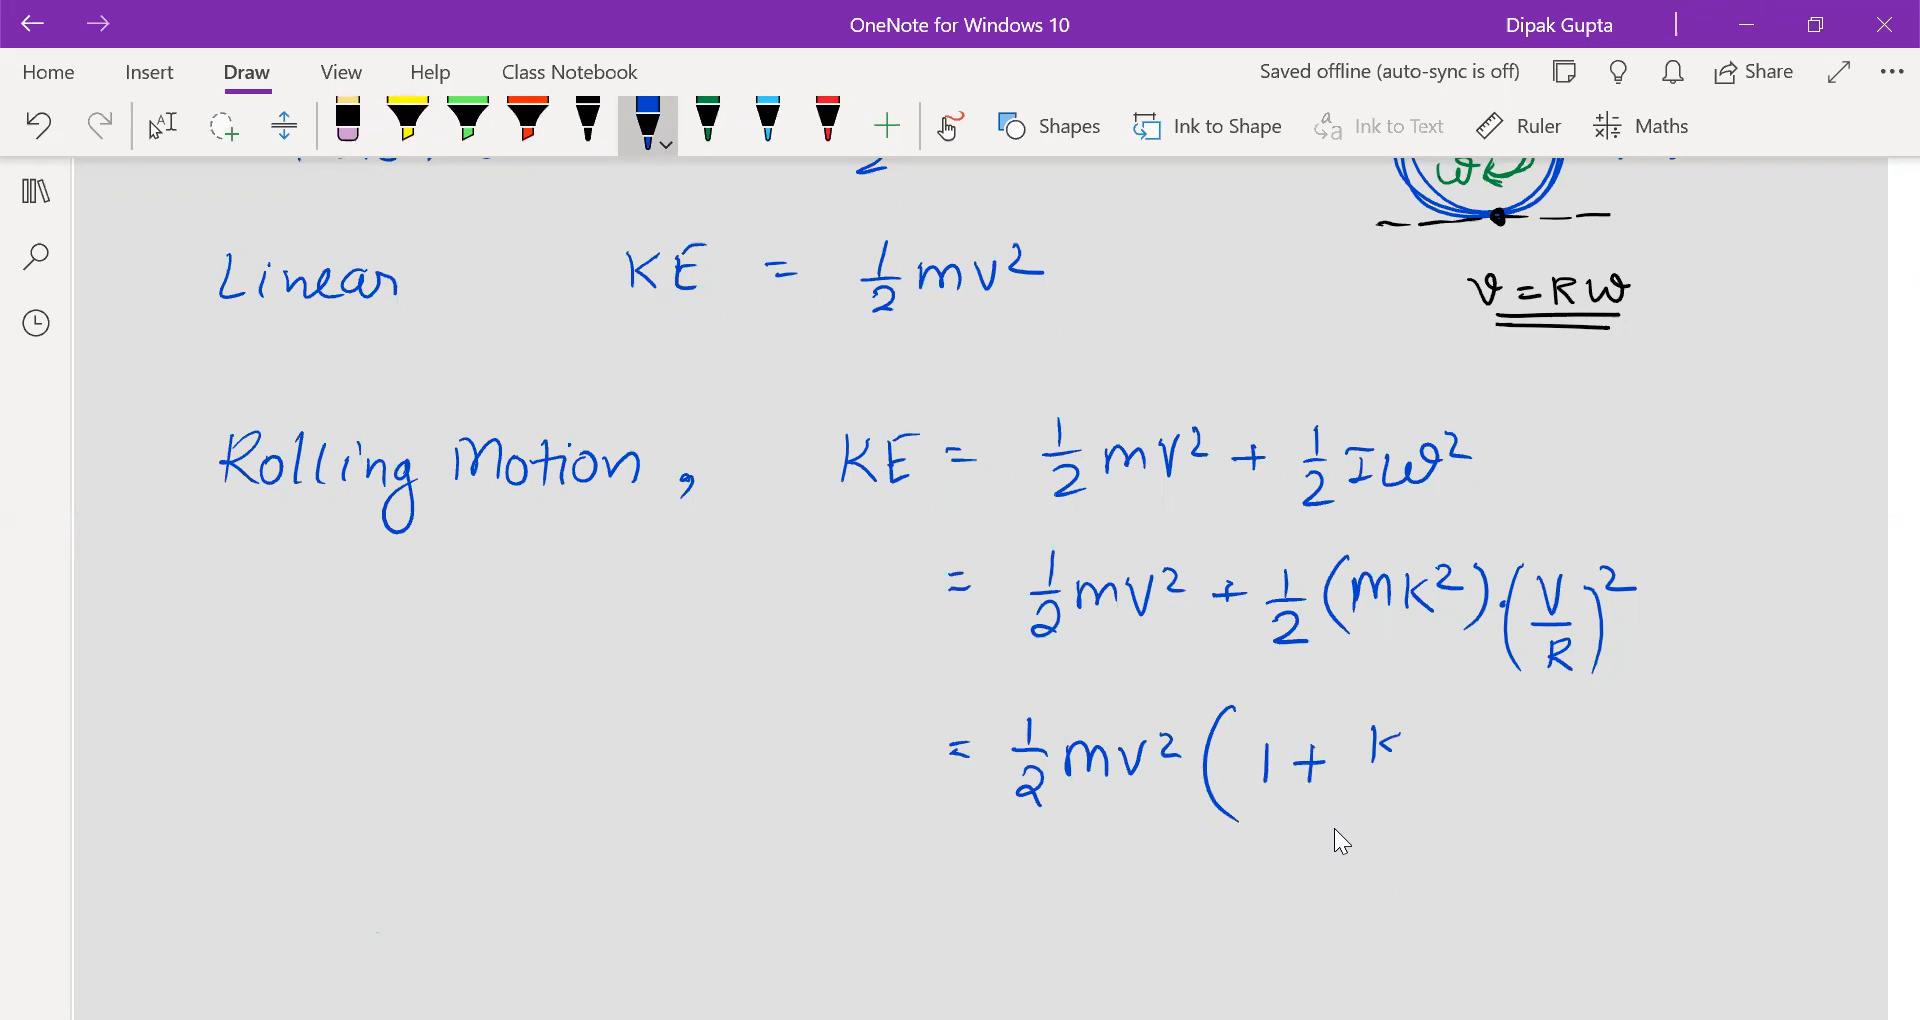 OneNote for Windows 10 Dipak Gupta
Home Insert Draw View Help Class Notebook Saved offline (auto-sync is off) Share
Shapes Ink to Shape Ink to Text Ruler Maths
2
ω
Linear KE = 1/2 mv²
v = Rω
Rolling Motion, KE = 1/2 mv² + 1/2 Iω²
= 1/2 mv² + 1/2 (mk²).(v/R)²
= 1/2 mv² ( 1 + k